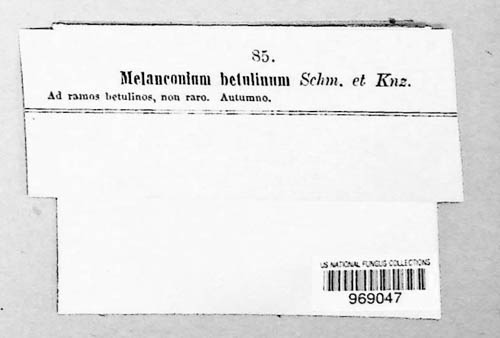 85.
Melanconium betulinum Schm. et Knz.
Ad ramos betulinos, non raro. Autumno.
US NATIONAL FUNGUS COLLECTIONS
969047